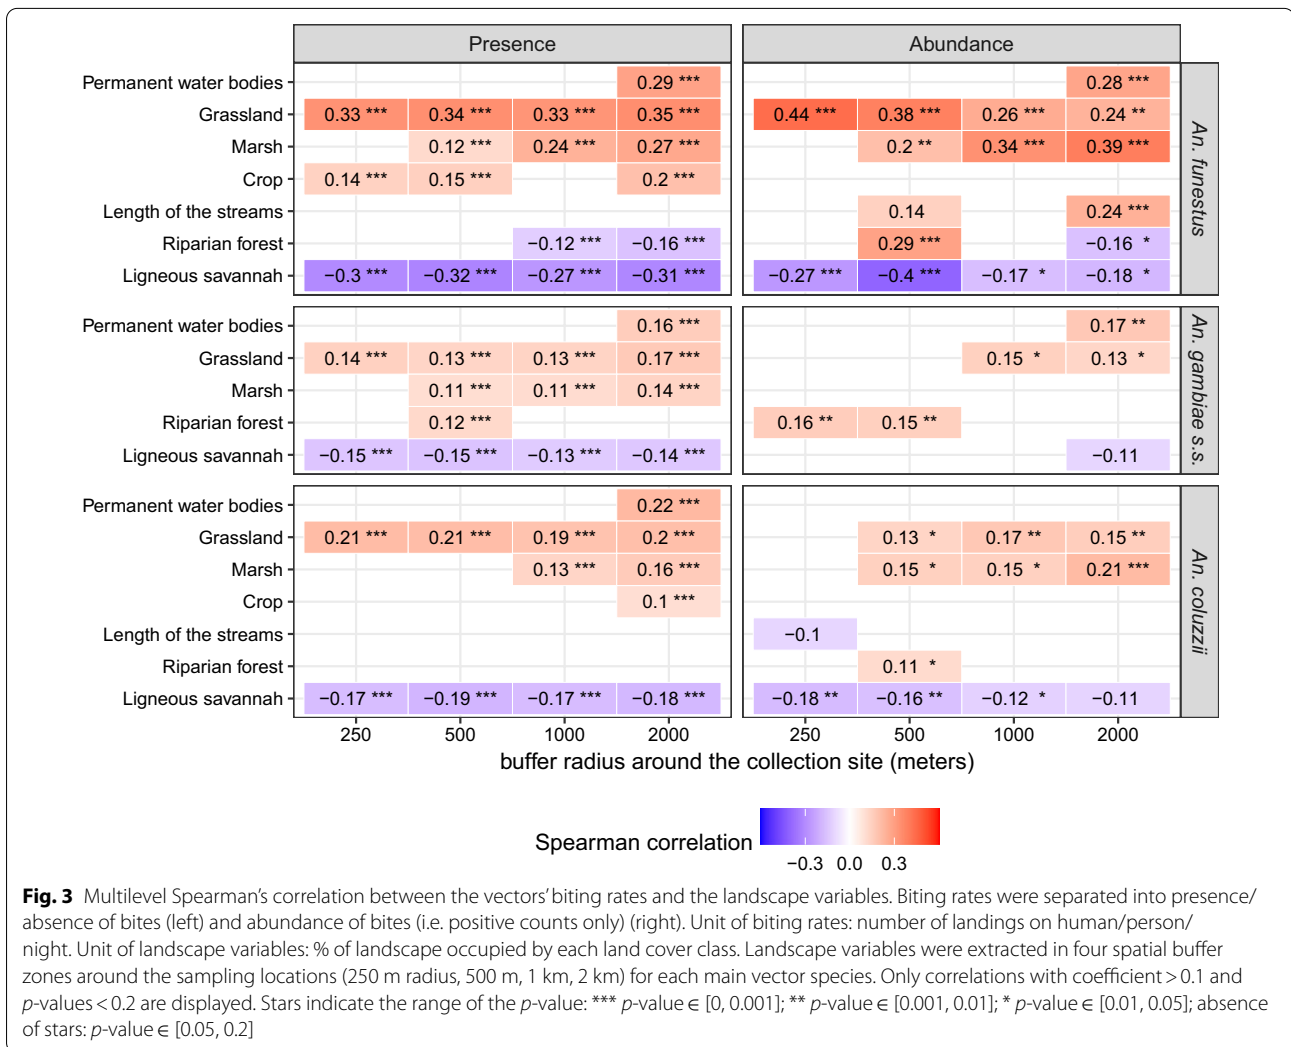 Presence Abundance
Permanent water bodies 0.29 *** 0.28 ***
Grassland 0.33 *** 0.34 *** 0.33 *** 0.35 *** 0.44 *** 0.38 *** 0.26 *** 0.24 **
Marsh 0.12 *** 0.24 *** 0.27 *** 0.2 ** 0.34 *** 0.39 ***
Crop 0.14 *** 0.15 *** 0.2 ***
Length of the streams 0.14 0.24 ***
Riparian forest −0.12 *** −0.16 *** 0.29 *** −0.16 *
Ligneous savannah −0.3 *** −0.32 *** −0.27 *** −0.31 *** −0.27 *** −0.4 *** −0.17 * −0.18 *
An. funestus
Permanent water bodies 0.16 *** 0.17 **
Grassland 0.14 *** 0.13 *** 0.13 *** 0.17 *** 0.15 * 0.13 *
Marsh 0.11 *** 0.11 *** 0.14 ***
Riparian forest 0.12 *** 0.16 ** 0.15 **
Ligneous savannah −0.15 *** −0.15 *** −0.13 *** −0.14 *** −0.11
An. gambiae s.s.
Permanent water bodies 0.22 ***
Grassland 0.21 *** 0.21 *** 0.19 *** 0.2 *** 0.13 * 0.17 ** 0.15 **
Marsh 0.13 *** 0.16 *** 0.15 * 0.15 * 0.21 ***
Crop 0.1 ***
Length of the streams −0.1
Riparian forest 0.11 *
Ligneous savannah −0.17 *** −0.19 *** −0.17 *** −0.18 *** −0.18 ** −0.16 ** −0.12 * −0.11
An. coluzzii
250 500 1000 2000 250 500 1000 2000
buffer radius around the collection site (meters)
Spearman correlation
−0.3 0.0 0.3
Fig. 3 Multilevel Spearman's correlation between the vectors' biting rates and the landscape variables. Biting rates were separated into presence/
absence of bites (left) and abundance of bites (i.e. positive counts only) (right). Unit of biting rates: number of landings on human/person/
night. Unit of landscape variables: % of landscape occupied by each land cover class. Landscape variables were extracted in four spatial buffer
zones around the sampling locations (250 m radius, 500 m, 1 km, 2 km) for each main vector species. Only correlations with coefficient > 0.1 and
p-values < 0.2 are displayed. Stars indicate the range of the p-value: *** p-value ∈ [0, 0.001]; ** p-value ∈ [0.001, 0.01]; * p-value ∈ [0.01, 0.05]; absence
of stars: p-value ∈ [0.05, 0.2]